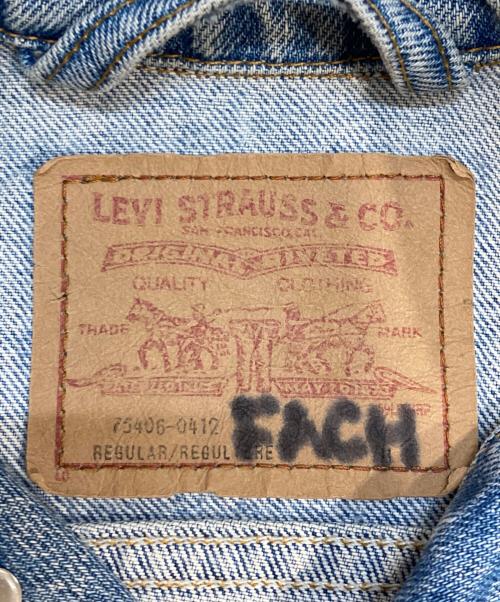 LEVI STRAUSS & CO.
SAN FRANCISCO, CAL.
ORIGINAL RIVETED
QUALITY CLOTHING
TRADE MARK
75406-0412
FACH
REGULAR/REGUL